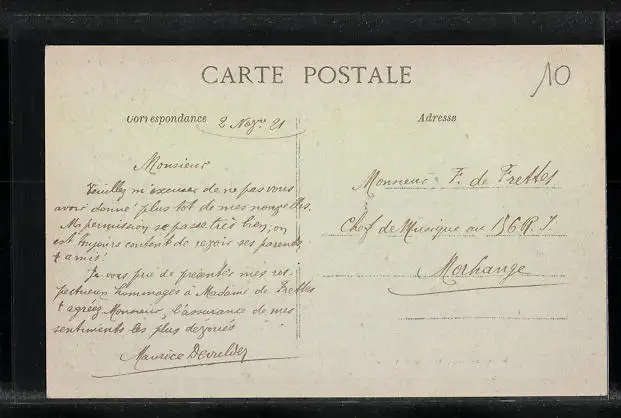 CARTE POSTALE
10
Correspondance
2 Nov. 21
Adresse
Monsieur
Veuillez m'excuser de ne pas vous
avoir donné plus tôt de mes nouvelles.
Ma permission se passe très bien, on
est toujours content de revoir ses parents
& amis!
Je vous prie de présenter mes res-
pectueux hommages à Madame de Frettes
& agréez Monsieur, l'assurance de mes
sentiments les plus dévoués
Maurice
Monsieur F. de Frettes
Chef de Musique au 156 R. I.
Morhange